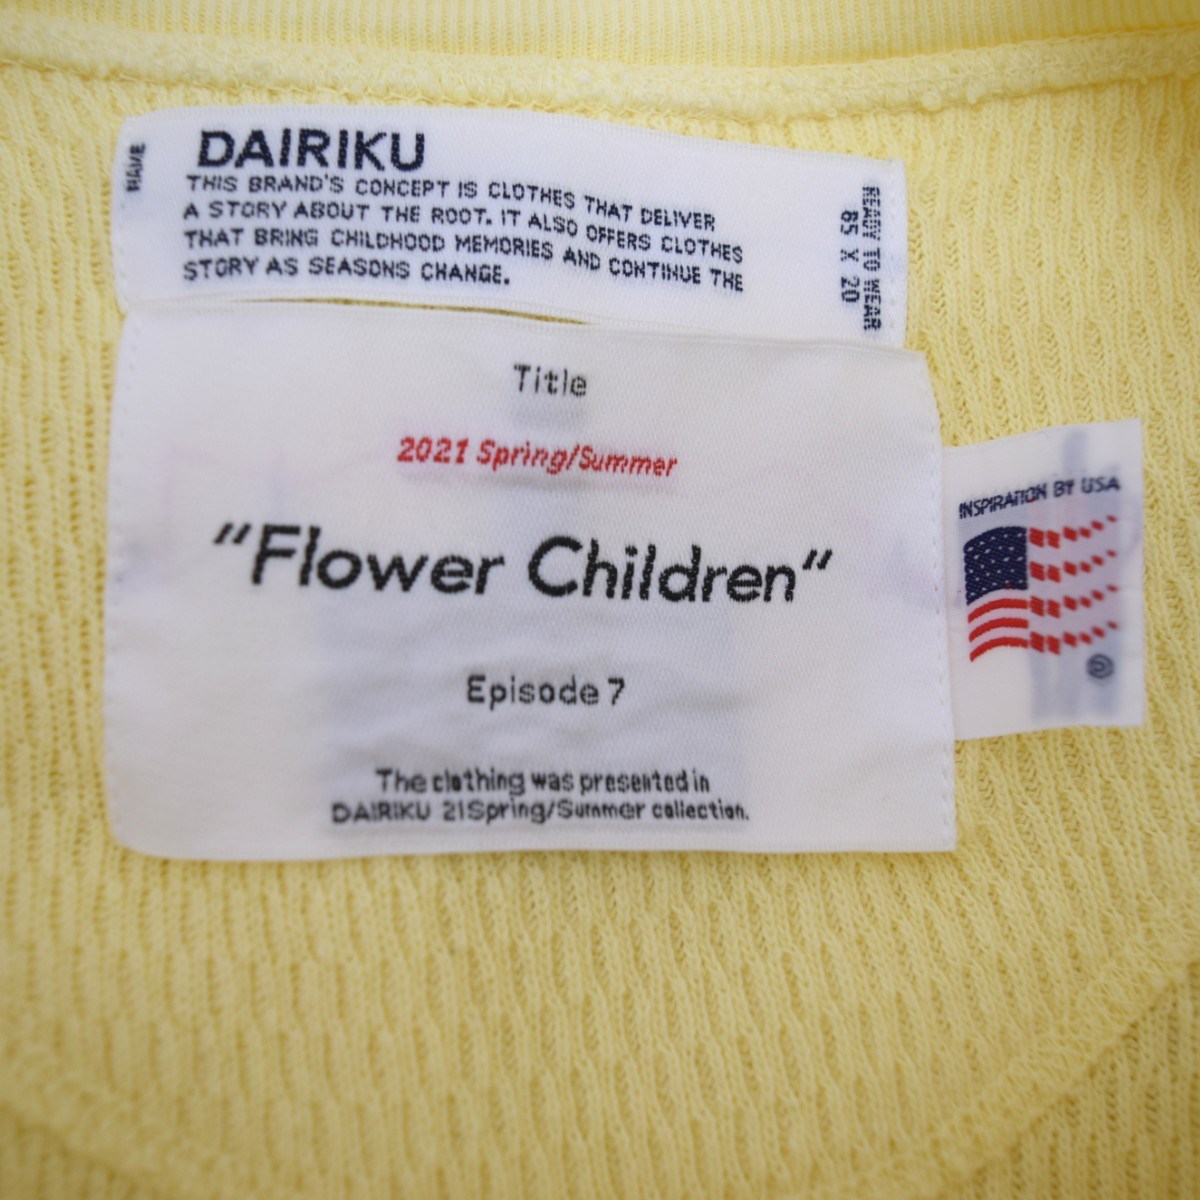 NAME
DAIRIKU
THIS BRAND'S CONCEPT IS CLOTHES THAT DELIVER
A STORY ABOUT THE ROOT. IT ALSO OFFERS CLOTHES
THAT BRING CHILDHOOD MEMORIES AND CONTINUE THE
STORY AS SEASONS CHANGE.
READY TO WEAR
85 X 20
Title
2021 Spring/Summer
"Flower Children"
Episode 7
The clothing was presented in
DAIRIKU 21Spring/Summer collection.
INSPIRATION BY USA